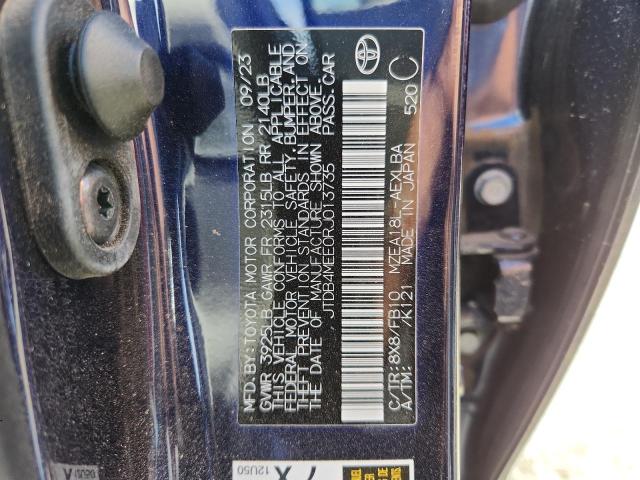 MFD. BY: TOYOTA MOTOR CORPORATION 09/23
GVWR 3925LB GAWR FR 2315LB RR 2140LB
THIS VEHICLE CONFORMS TO ALL APPLICABLE
FEDERAL MOTOR VEHICLE SAFETY, BUMPER, AND
THEFT PREVENTION STANDARDS IN EFFECT ON
THE DATE OF MANUFACTURE SHOWN ABOVE.
JTDB4MEE0RJ013735 PASS. CAR
C/TR: 8X8/FB10 MZEA18L-AEXLBA
A/TM: /K121 MADE IN JAPAN 520 C
12U50